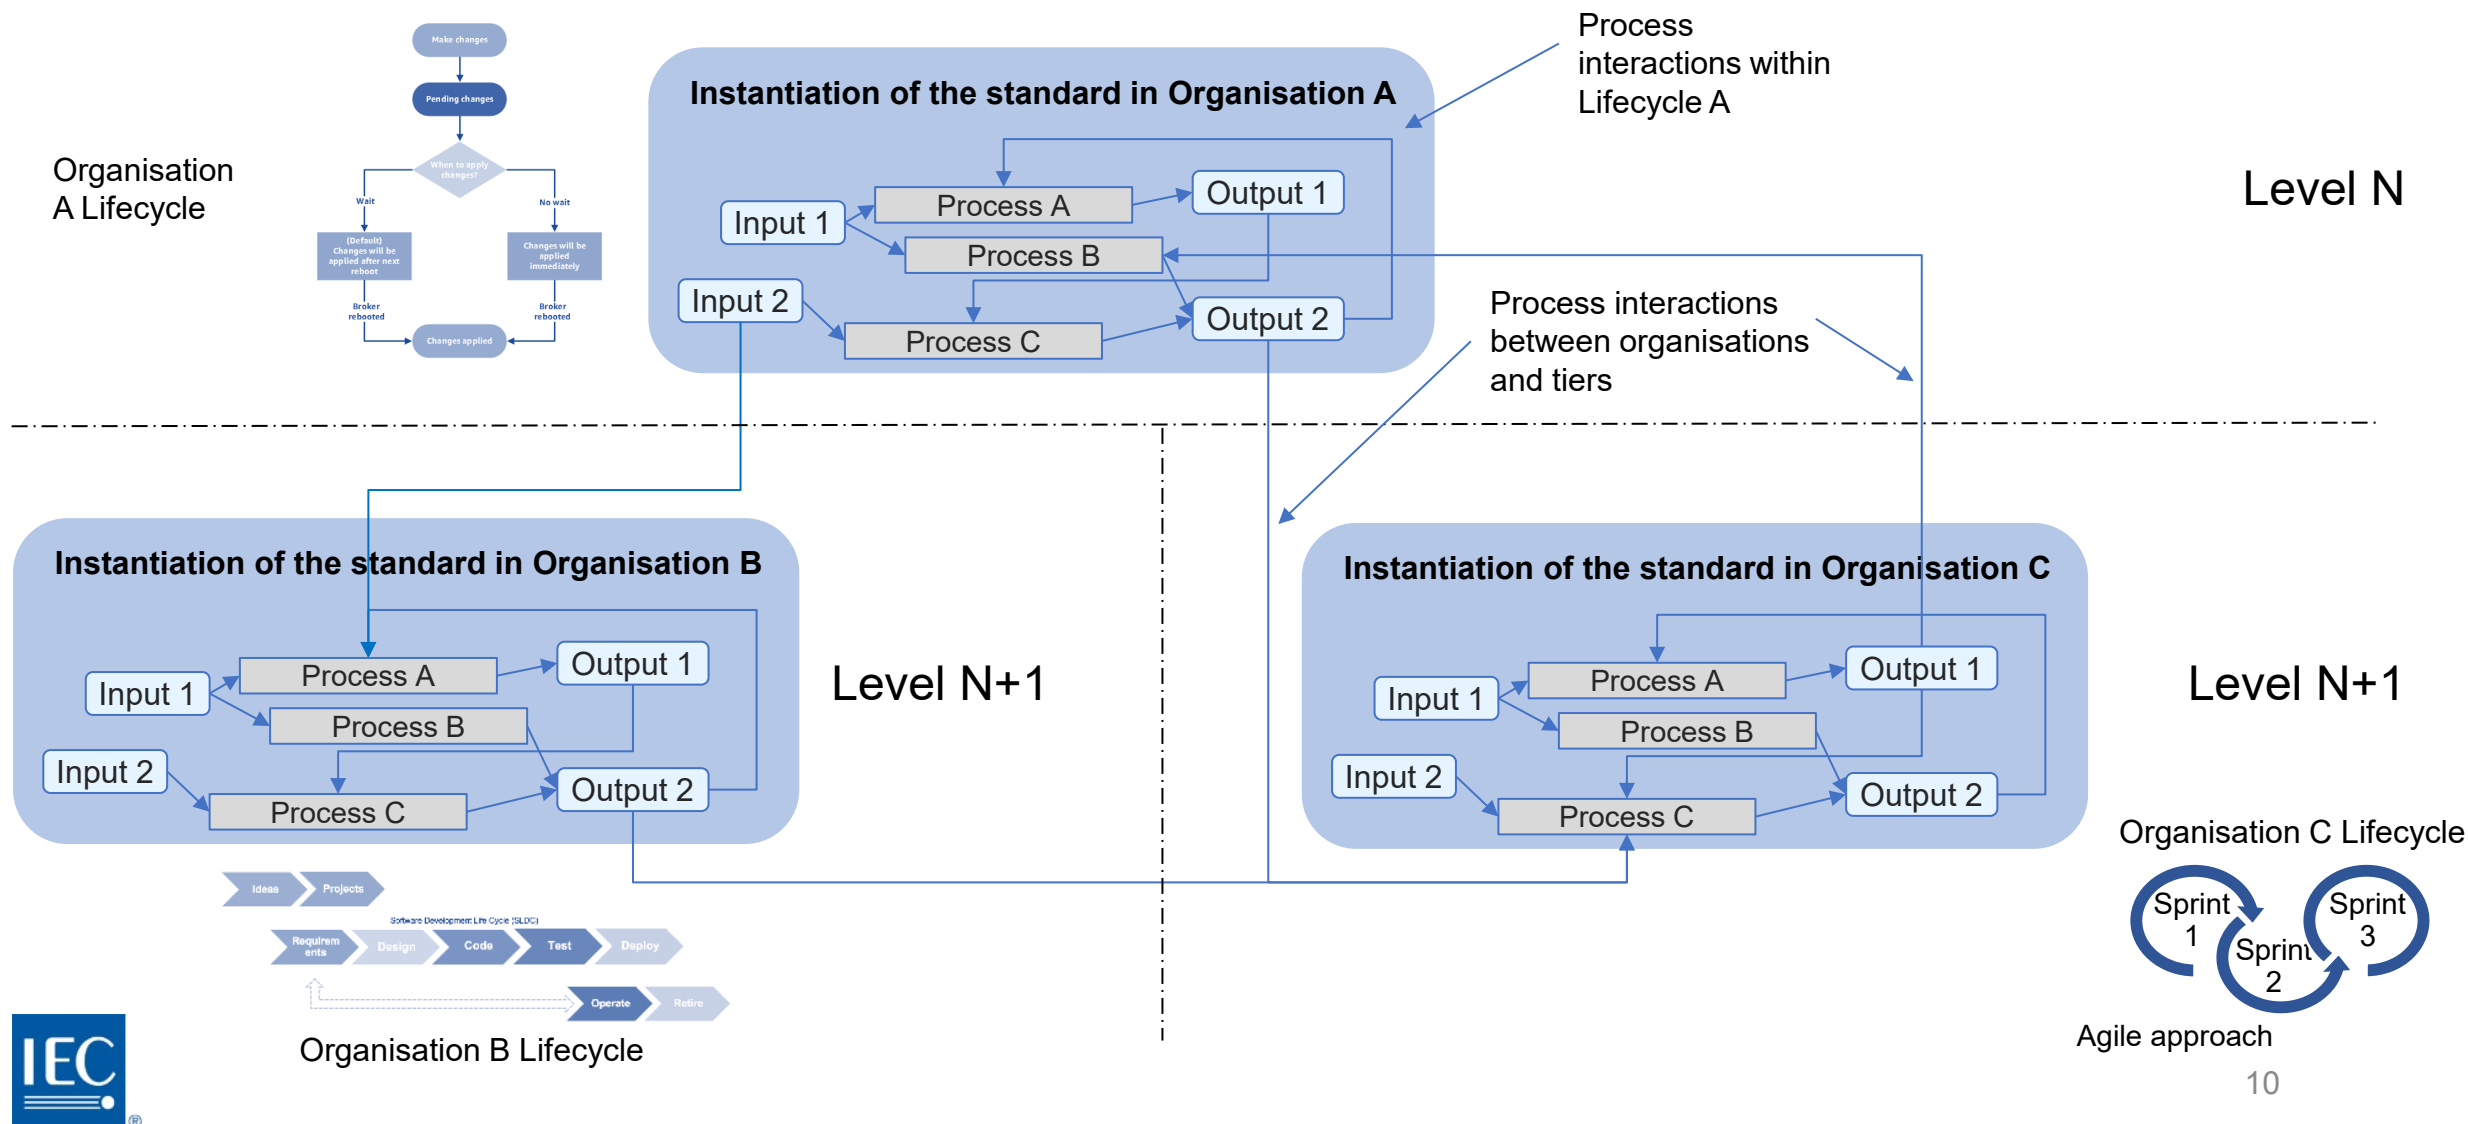 Make changes
Pending changes
When to apply
changes?
Wait
No wait
(Default)
Changes will be
applied after next
reboot
Changes will be
applied
immediately
Broker
rebooted
Broker
rebooted
Changes applied
Organisation
A Lifecycle
Instantiation of the standard in Organisation A
Input 1
Input 2
Process A
Process B
Process C
Output 1
Output 2
Process
interactions within
Lifecycle A
Level N
Process interactions
between organisations
and tiers
Instantiation of the standard in Organisation B
Input 1
Input 2
Process A
Process B
Process C
Output 1
Output 2
Level N+1
Instantiation of the standard in Organisation C
Input 1
Input 2
Process A
Process B
Process C
Output 1
Output 2
Level N+1
Ideas
Projects
Software Development Life Cycle (SLDC)
Requirem
ents
Design
Code
Test
Deploy
Operate
Retire
Organisation B Lifecycle
Organisation C Lifecycle
Sprint
1
Sprint
2
Sprint
3
Agile approach
10
IEC
®